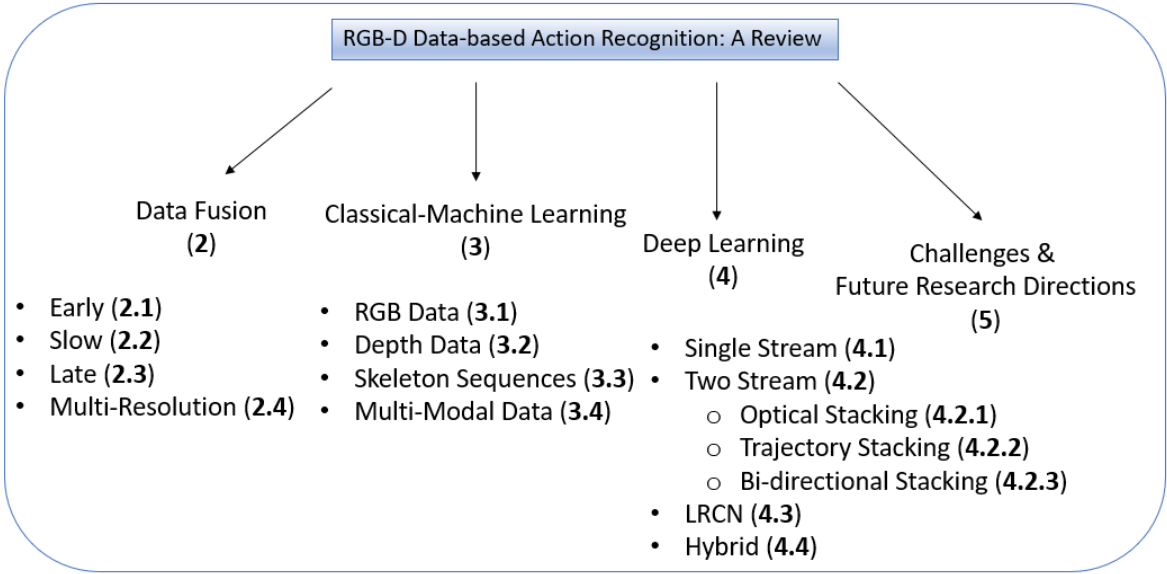 RGB-D Data-based Action Recognition: A Review
Data Fusion
(2)
• Early (2.1)
• Slow (2.2)
• Late (2.3)
• Multi-Resolution (2.4)
Classical-Machine Learning
(3)
• RGB Data (3.1)
• Depth Data (3.2)
• Skeleton Sequences (3.3)
• Multi-Modal Data (3.4)
Deep Learning
(4)
• Single Stream (4.1)
• Two Stream (4.2)
o Optical Stacking (4.2.1)
o Trajectory Stacking (4.2.2)
o Bi-directional Stacking (4.2.3)
• LRCN (4.3)
• Hybrid (4.4)
Challenges &
Future Research Directions
(5)